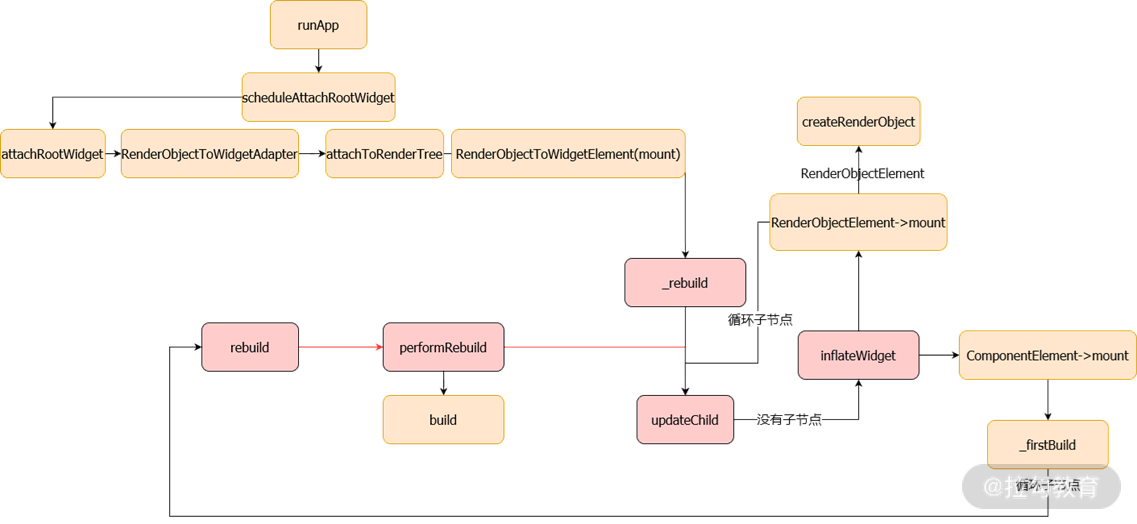 runApp
scheduleAttachRootWidget
createRenderObject
attachRootWidget
RenderObjectToWidgetAdapter
attachToRenderTree
RenderObjectToWidgetElement(mount)
RenderObjectElement
RenderObjectElement->mount
_rebuild
循环子节点
rebuild
performRebuild
inflateWidget
ComponentElement->mount
build
updateChild
没有子节点
_firstBuild
循环子节点
@拉勾教育